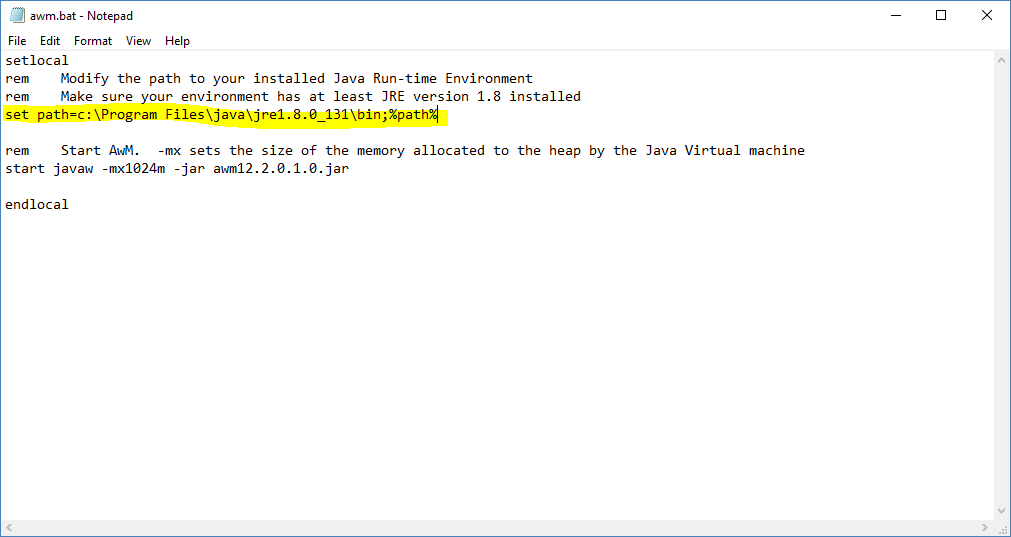 awm.bat - Notepad
File Edit Format View Help
setlocal
rem    Modify the path to your installed Java Run-time Environment
rem    Make sure your environment has at least JRE version 1.8 installed
set path=c:\Program Files\java\jre1.8.0_131\bin;%path%
rem    Start AwM.  -mx sets the size of the memory allocated to the heap by the Java Virtual machine
start javaw -mx1024m -jar awm12.2.0.1.0.jar
endlocal